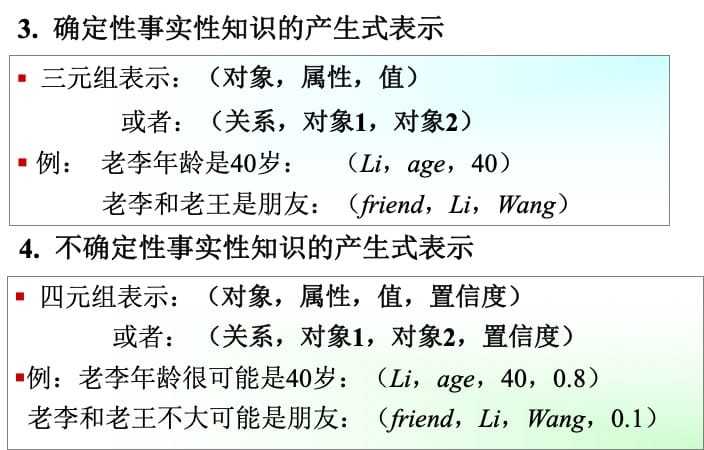 3. 确定性事实性知识的产生式表示
▪ 三元组表示：（对象，属性，值）
或者：（关系，对象1，对象2）
▪ 例： 老李年龄是40岁： （Li，age，40）
老李和老王是朋友：（friend，Li，Wang）
4. 不确定性事实性知识的产生式表示
▪ 四元组表示：（对象，属性，值，置信度）
或者：（关系，对象1，对象2，置信度）
▪例：老李年龄很可能是40岁：（Li，age，40，0.8）
老李和老王不大可能是朋友：（friend，Li，Wang，0.1）